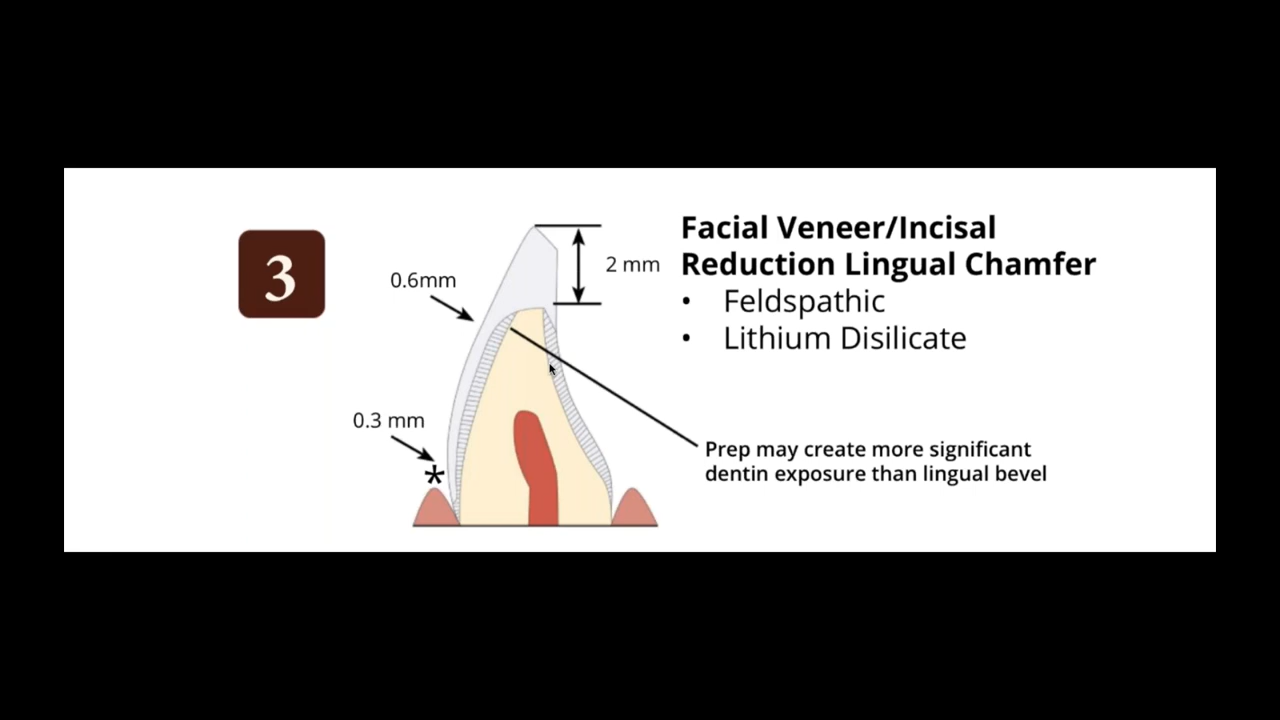 3
0.6mm
2 mm
0.3 mm
*
Facial Veneer/Incisal
Reduction Lingual Chamfer
• Feldspathic
• Lithium Disilicate
Prep may create more significant
dentin exposure than lingual bevel